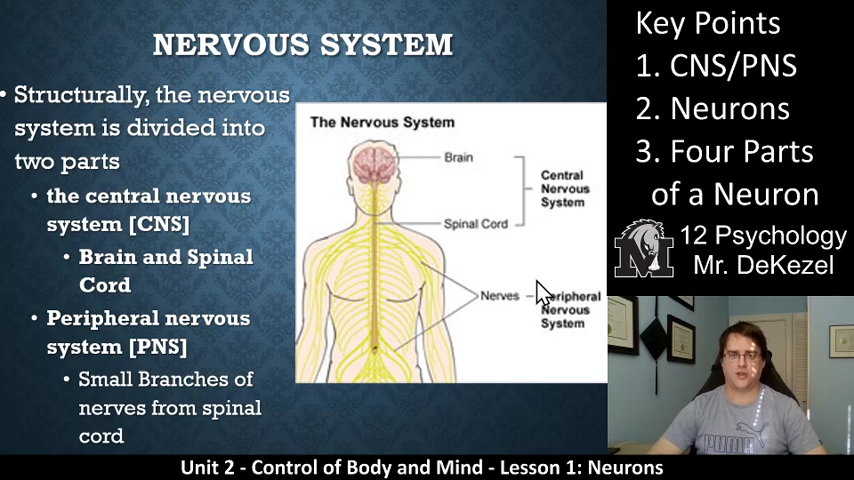 NERVOUS SYSTEM
• Structurally, the nervous
system is divided into
two parts
• the central nervous
system [CNS]
• Brain and Spinal
Cord
• Peripheral nervous
system [PNS]
• Small Branches of
nerves from spinal
cord
The Nervous System
Brain
Central
Nervous
System
Spinal Cord
Nerves
Peripheral
Nervous
System
Key Points
1. CNS/PNS
2. Neurons
3. Four Parts
of a Neuron
M
12 Psychology
Mr. DeKezel
PUMA
Unit 2 - Control of Body and Mind - Lesson 1: Neurons